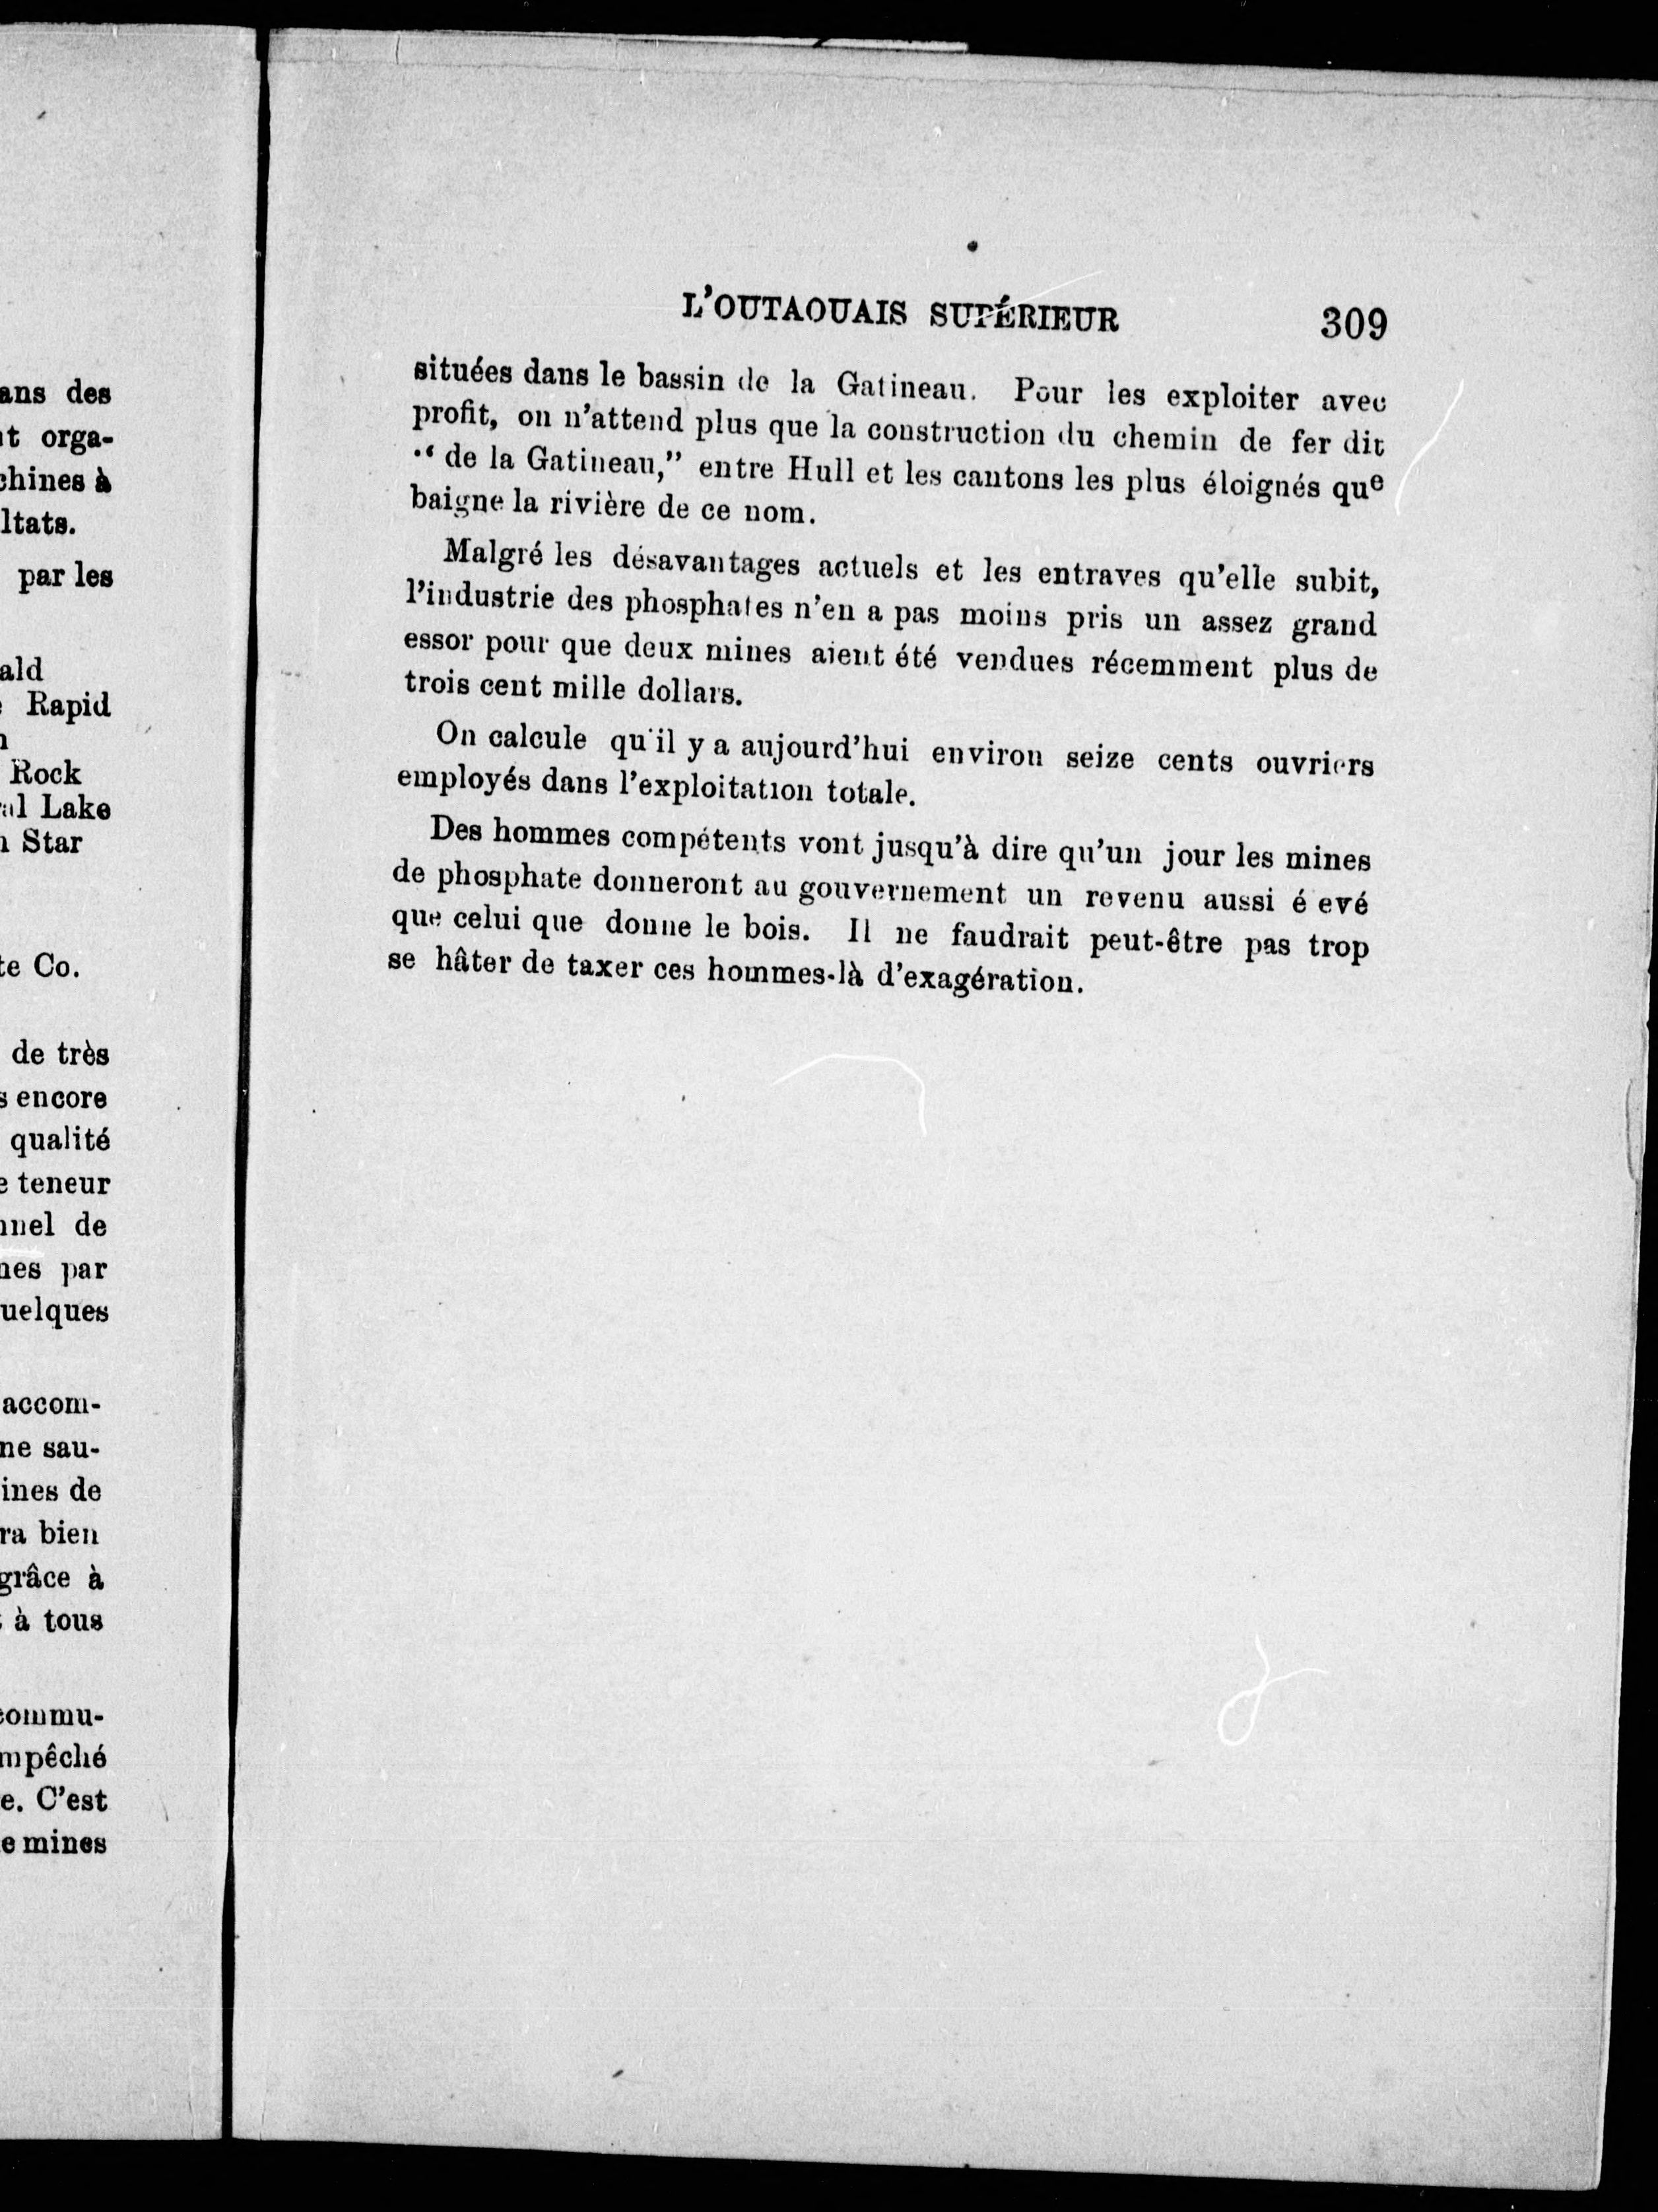 ans des
orga-
chines à
ltats.
par les
ald
Rapid
Rock
al Lake
Star
te Co.
de très
s encore
qualité
e teneur
nnel de
nes par
uelques
accom-
ne sau-
ines de
ra bien
grâce à
à tous
commu-
mpêché
e. C'est
e mines
L'OUTAOUAIS SUPÉRIEUR 309
situées dans le bassin de la Gatineau. Pour les exploiter avec
profit, on n'attend plus que la construction du chemin de fer dit
“ de la Gatineau,” entre Hull et les cantons les plus éloignés que
baigne la rivière de ce nom.
Malgré les désavantages actuels et les entraves qu'elle subit,
l'industrie des phosphates n'en a pas moins pris un assez grand
essor pour que deux mines aient été vendues récemment plus de
trois cent mille dollars.
On calcule qu'il y a aujourd'hui environ seize cents ouvriers
employés dans l'exploitation totale.
Des hommes compétents vont jusqu'à dire qu'un jour les mines
de phosphate donneront au gouvernement un revenu aussi é evé
que celui que donne le bois. Il ne faudrait peut-être pas trop
se hâter de taxer ces hommes-là d'exagération.